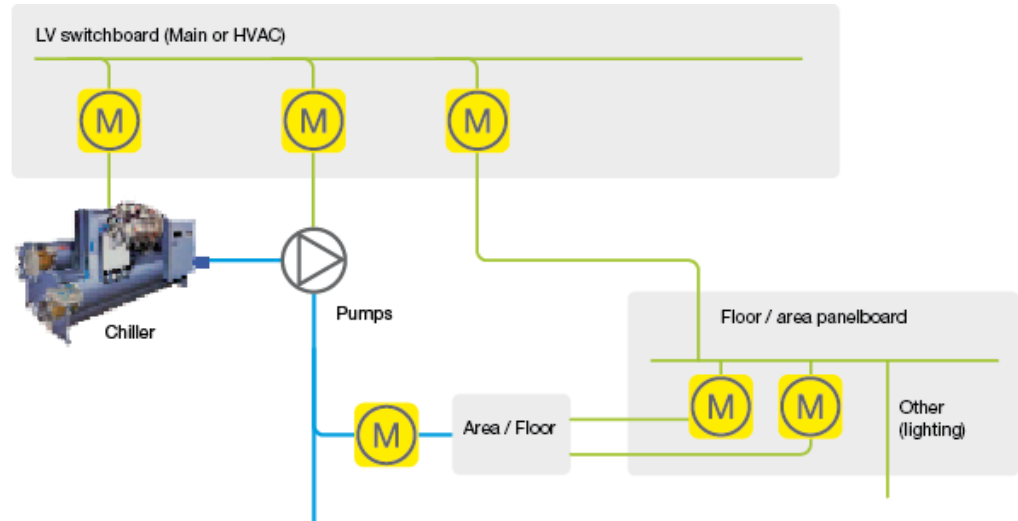 LV switchboard (Main or HVAC)
M
M
M
Chiller
Pumps
Floor / area panelboard
M
Area / Floor
M
M
Other
(lighting)